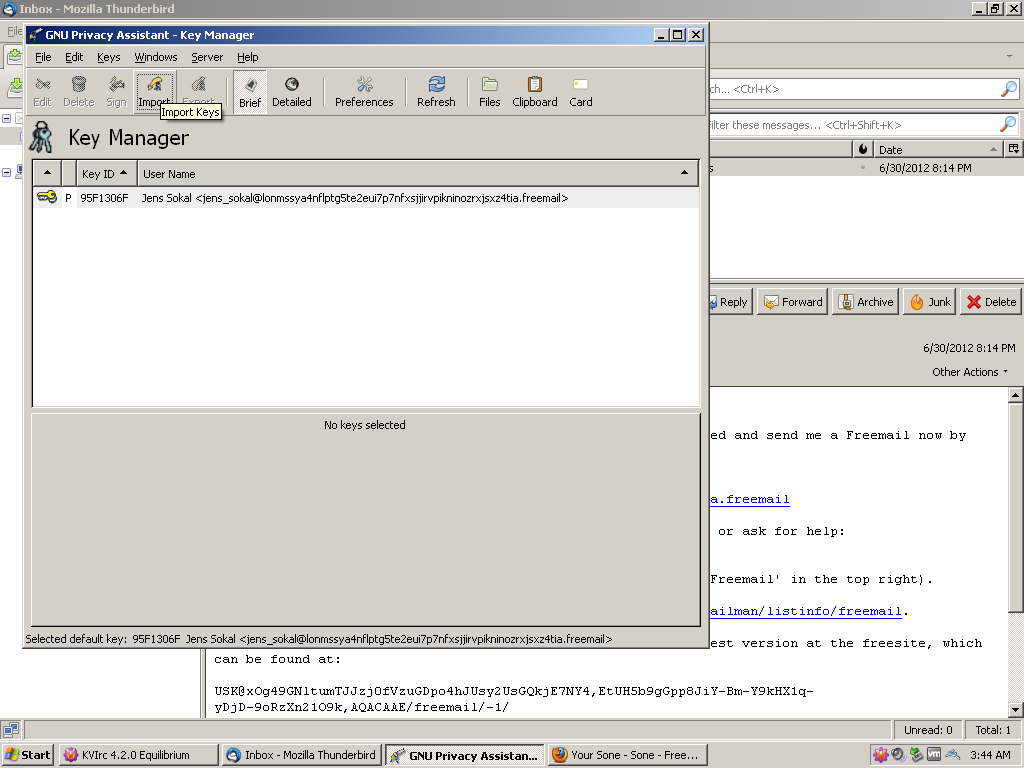 Inbox - Mozilla Thunderbird
File
GNU Privacy Assistant - Key Manager
File Edit Keys Windows Server Help
Edit Delete Sign Import Export Brief Detailed Preferences Refresh Files Clipboard Card
Import Keys
... <Ctrl+K>
filter these messages... <Ctrl+Shift+K>
Key Manager
Key ID User Name
Date
6/30/2012 8:14 PM
P 95F1306F Jens Sokal <jens_sokal@lonmssya4nflptg5te2eui7p7nfxsjjirvpikninozrxjsxz4tia.freemail>
Reply Forward Archive Junk Delete
6/30/2012 8:14 PM
Other Actions
No keys selected
ed and send me a Freemail now by
a.freemail
or ask for help:
Freemail' in the top right).
ailman/listinfo/freemail.
Selected default key: 95F1306F Jens Sokal <jens_sokal@lonmssya4nflptg5te2eui7p7nfxsjjirvpikninozrxjsxz4tia.freemail>
est version at the freesite, which
can be found at:
USK@xOg49GNltumTJJzj0fVzuGDpo4hJUsy2UsGQkjE7NY4,EtUH5b9gGpp8JiY-Bm-Y9kHX1q-
yDjD-9oRzXn21O9k,AQACAAE/freemail/-1/
Unread: 0 Total: 1
Start KVIrc 4.2.0 Equilibrium Inbox - Mozilla Thunderbird GNU Privacy Assistan... Your Sone - Sone - Free... 3:44 AM